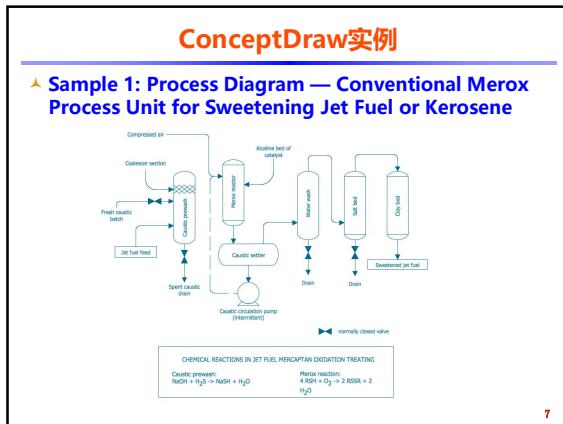 ConceptDraw实例
Sample 1: Process Diagram — Conventional Merox
Process Unit for Sweetening Jet Fuel or Kerosene
Compressed air
Alcaline bed of
catalyst
Coalescer section
Fresh caustic
batch
Jet fuel feed
Caustic prewash
Merox reactor
Water wash
Salt bed
Clay bed
Caustic settler
Spent caustic
drain
Drain
Drain
Sweetened jet fuel
Caustic circulation pump
(intermittent)
normally closed valve
CHEMICAL REACTIONS IN JET FUEL MERCAPTAN OXIDATION TREATING
Caustic prewash:
NaOH + H2S -> NaSH + H2O
Merox reaction:
4 RSH + O2 -> 2 RSSR + 2
H2O
7